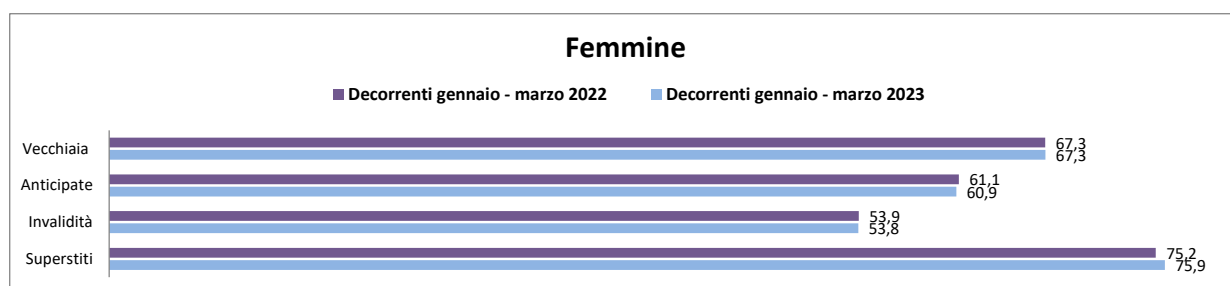 Femmine
Decorrenti gennaio - marzo 2022 Decorrenti gennaio - marzo 2023
Vecchiaia 67,3
67,3
Anticipate 61,1
60,9
Invalidità 53,9
53,8
Superstiti 75,2
75,9